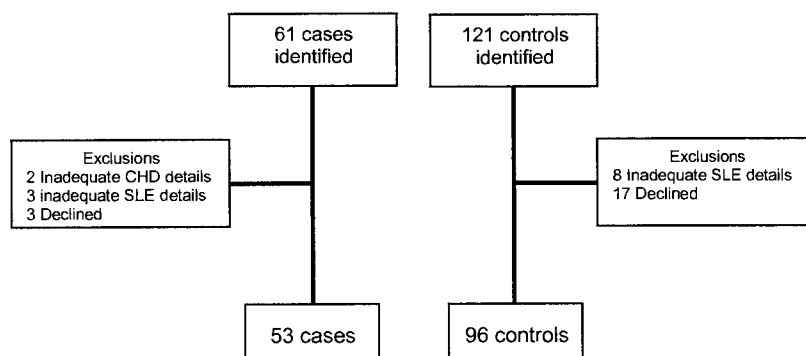 61 cases
identified
121 controls
identified
Exclusions
2 Inadequate CHD details
3 inadequate SLE details
3 Declined
Exclusions
8 Inadequate SLE details
17 Declined
53 cases
96 controls